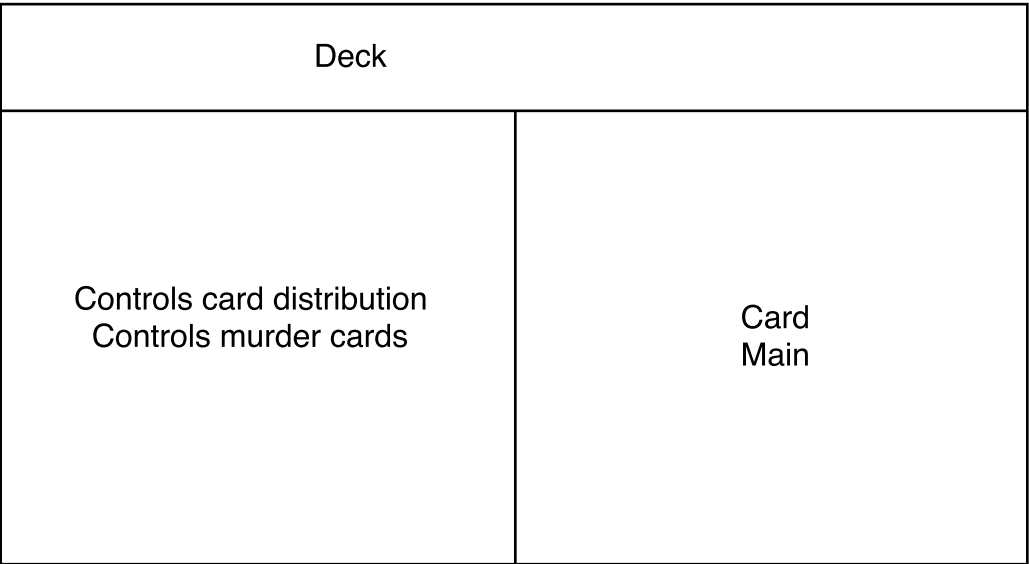 Deck
Controls card distribution
Controls murder cards
Card
Main